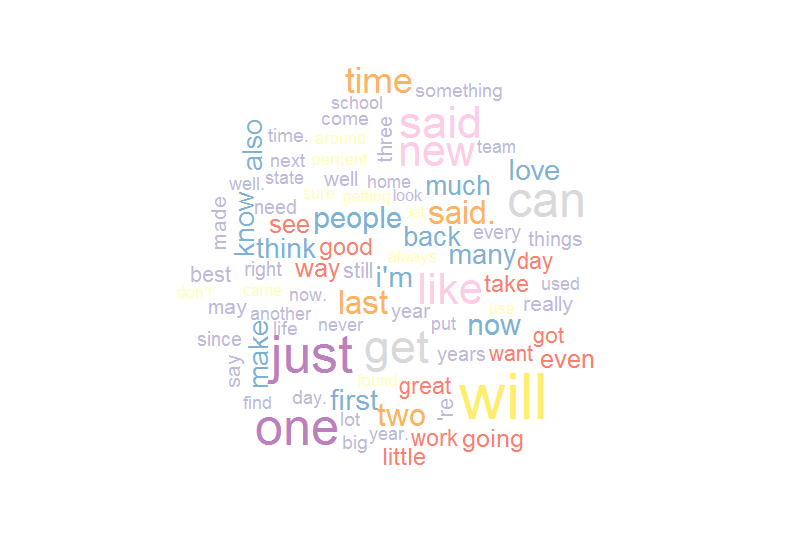 time
something
school
come
said
also
time.
around
three
new
team
next
percent
love
well.
state
well
home
much
can
sure
getting
look
made
need
said.
know
see
people
let
every
things
back
think
good
always
many
day
best
right
way
still
i'm
like
take
used
don't
came
now.
last
may
another
year
use
really
since
life
never
put
now
got
say
make
just
get
years
want
even
found
great
will
find
day.
first
're
one
lot
two
big
year.
work
going
little